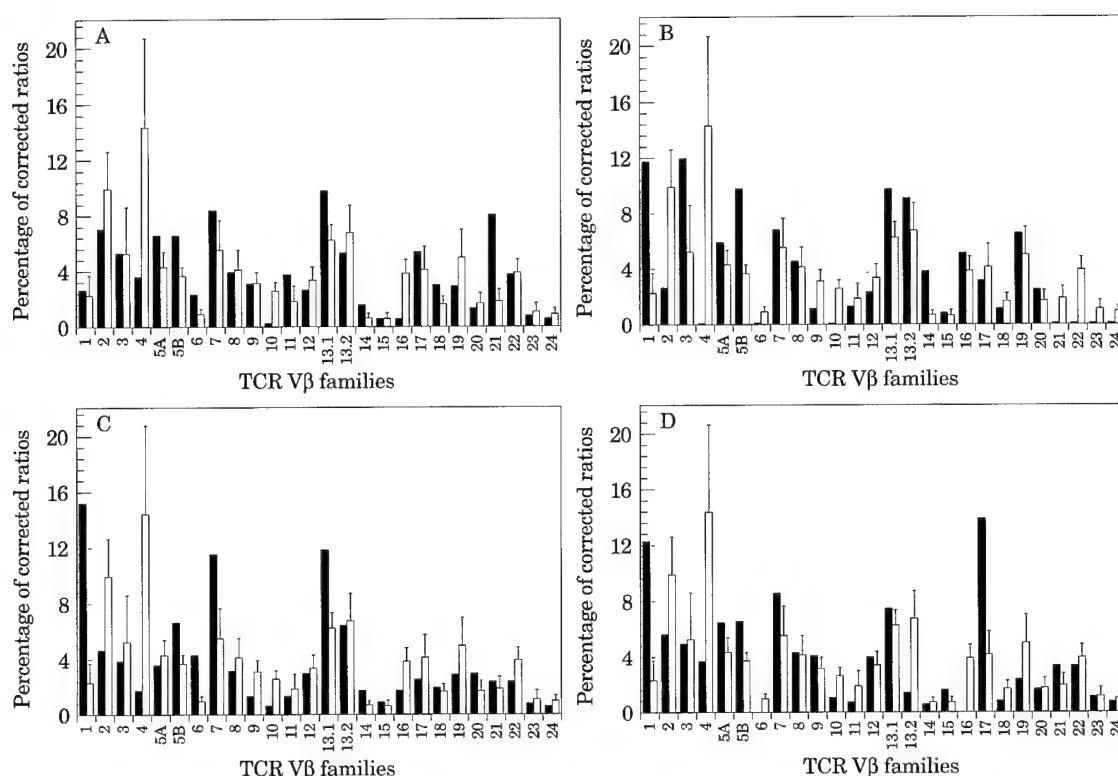 A
Percentage of corrected ratios
20
16
12
8
4
0
1 2 3 4 5A 5B 6 7 8 9 10 11 12 13.1 13.2 14 15 16 17 18 19 20 21 22 23 24
TCR Vβ families
B
Percentage of corrected ratios
20
16
12
8
4
0
1 2 3 4 5A 5B 6 7 8 9 10 11 12 13.1 13.2 14 15 16 17 18 19 20 21 22 23 24
TCR Vβ families
C
Percentage of corrected ratios
20
16
12
8
4
0
1 2 3 4 5A 5B 6 7 8 9 10 11 12 13.1 13.2 14 15 16 17 18 19 20 21 22 23 24
TCR Vβ families
D
Percentage of corrected ratios
20
16
12
8
4
0
1 2 3 4 5A 5B 6 7 8 9 10 11 12 13.1 13.2 14 15 16 17 18 19 20 21 22 23 24
TCR Vβ families